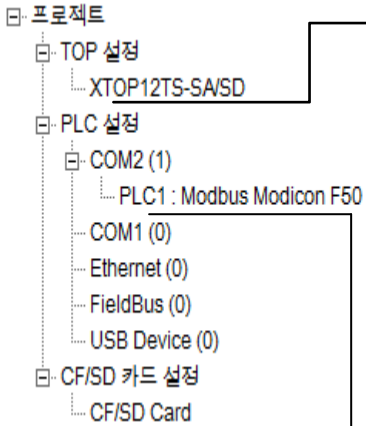 프로젝트
TOP 설정
XTOP12TS-SA/SD
PLC 설정
COM2 (1)
PLC1 : Modbus Modicon F50
COM1 (0)
Ethernet (0)
FieldBus (0)
USB Device (0)
CF/SD 카드 설정
CF/SD Card